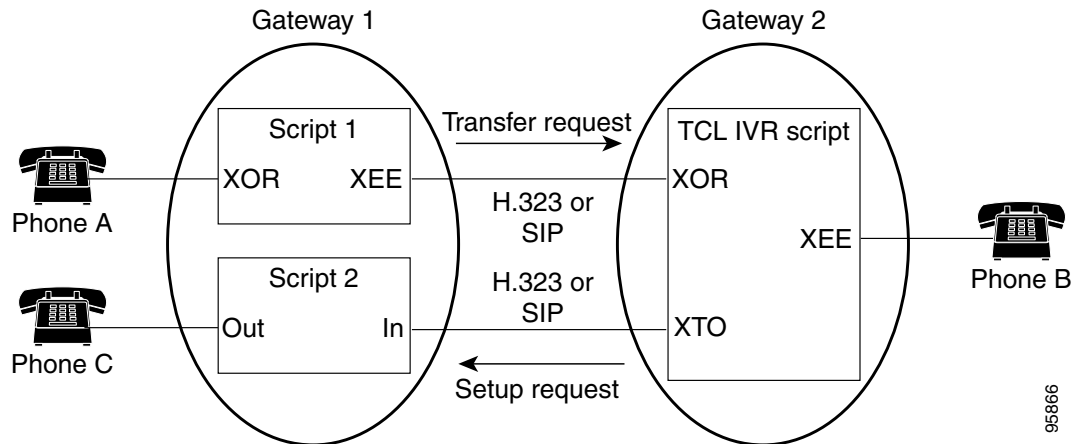 Gateway 1
Gateway 2
Script 1
XOR
XEE
Transfer request
H.323 or
SIP
TCL IVR script
XOR
XEE
XTO
Phone A
Phone B
Script 2
Out
In
H.323 or
SIP
Setup request
Phone C
95866